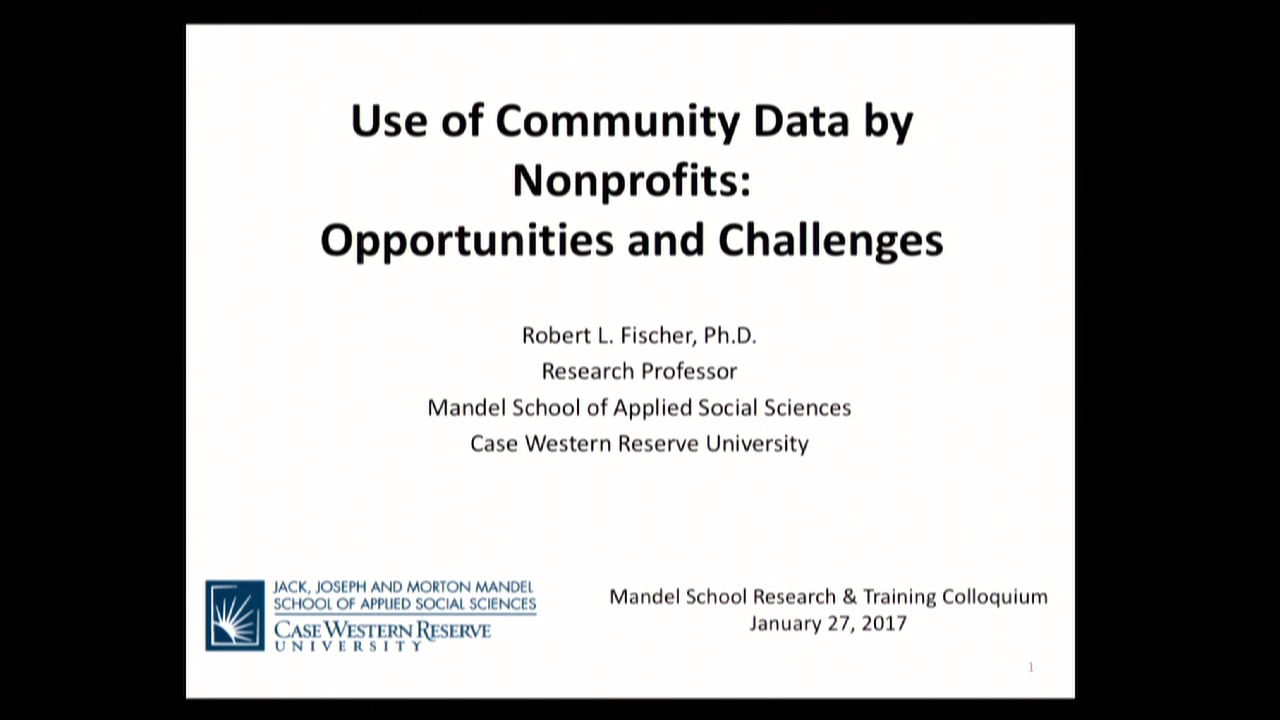 Use of Community Data by
Nonprofits:
Opportunities and Challenges
Robert L. Fischer, Ph.D.
Research Professor
Mandel School of Applied Social Sciences
Case Western Reserve University
JACK, JOSEPH AND MORTON MANDEL
SCHOOL OF APPLIED SOCIAL SCIENCES
CASE WESTERN RESERVE
UNIVERSITY
Mandel School Research & Training Colloquium
January 27, 2017
1